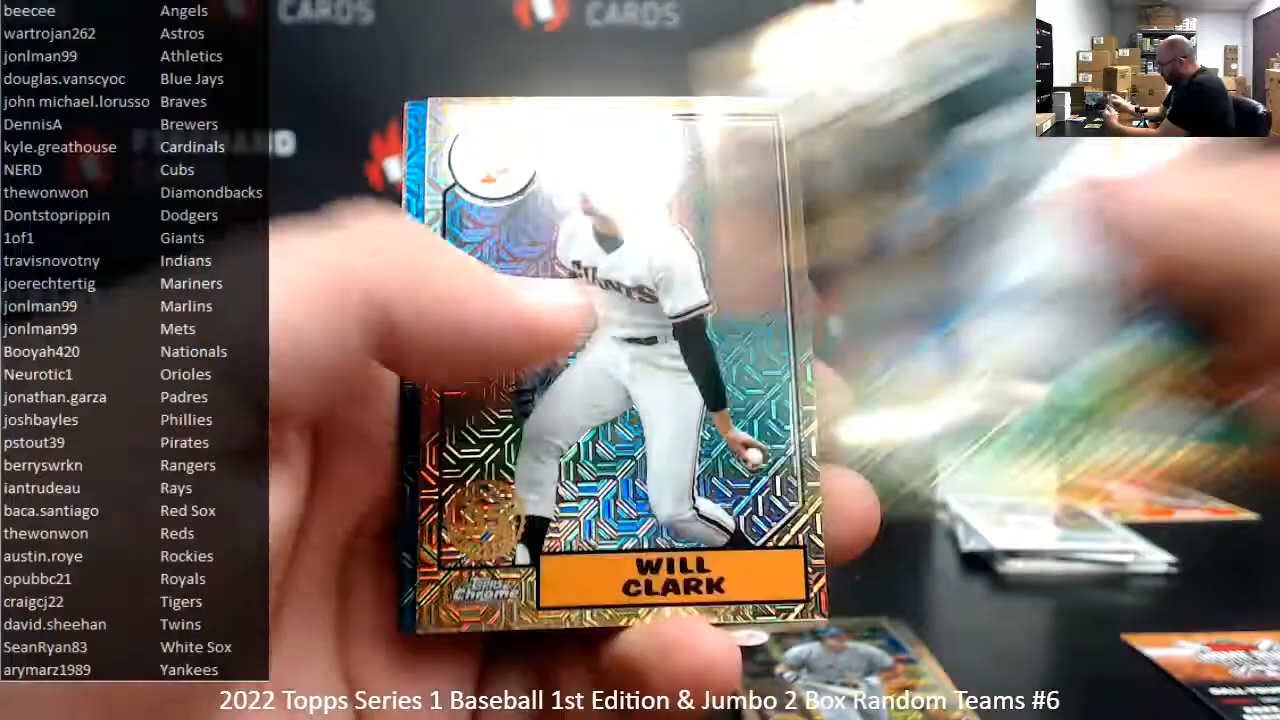 beecee Angels
wartrojan262 Astros
jonlman99 Athletics
douglas.vanscyoc Blue Jays
john michael.lorusso Braves
DennisA Brewers
kyle.greathouse Cardinals
NERD Cubs
thewonwon Diamondbacks
Dontstoprippin Dodgers
1of1 Giants
travisnovotny Indians
joerechtertig Mariners
jonlman99 Marlins
jonlman99 Mets
Booyah420 Nationals
Neurotic1 Orioles
jonathan.garza Padres
joshbayles Phillies
pstout39 Pirates
berryswrkn Rangers
iantrudeau Rays
baca.santiago Red Sox
thewonwon Reds
austin.roye Rockies
opubbc21 Royals
craigcj22 Tigers
david.sheehan Twins
SeanRyan83 White Sox
arymarz1989 Yankees
CARDS
CARDS
GIANTS
WILL
CLARK
Topps
Chrome
2022 Topps Series 1 Baseball 1st Edition & Jumbo 2 Box Random Teams #6